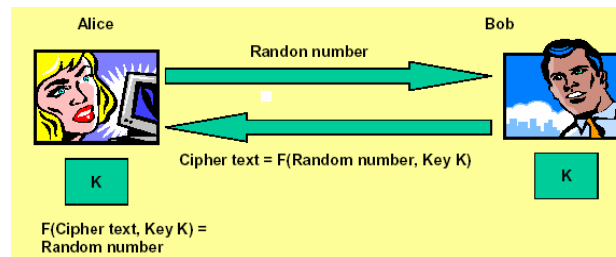 Alice
Bob
Randon number
Cipher text = F(Random number, Key K)
K
K
F(Cipher text, Key K) =
Random number